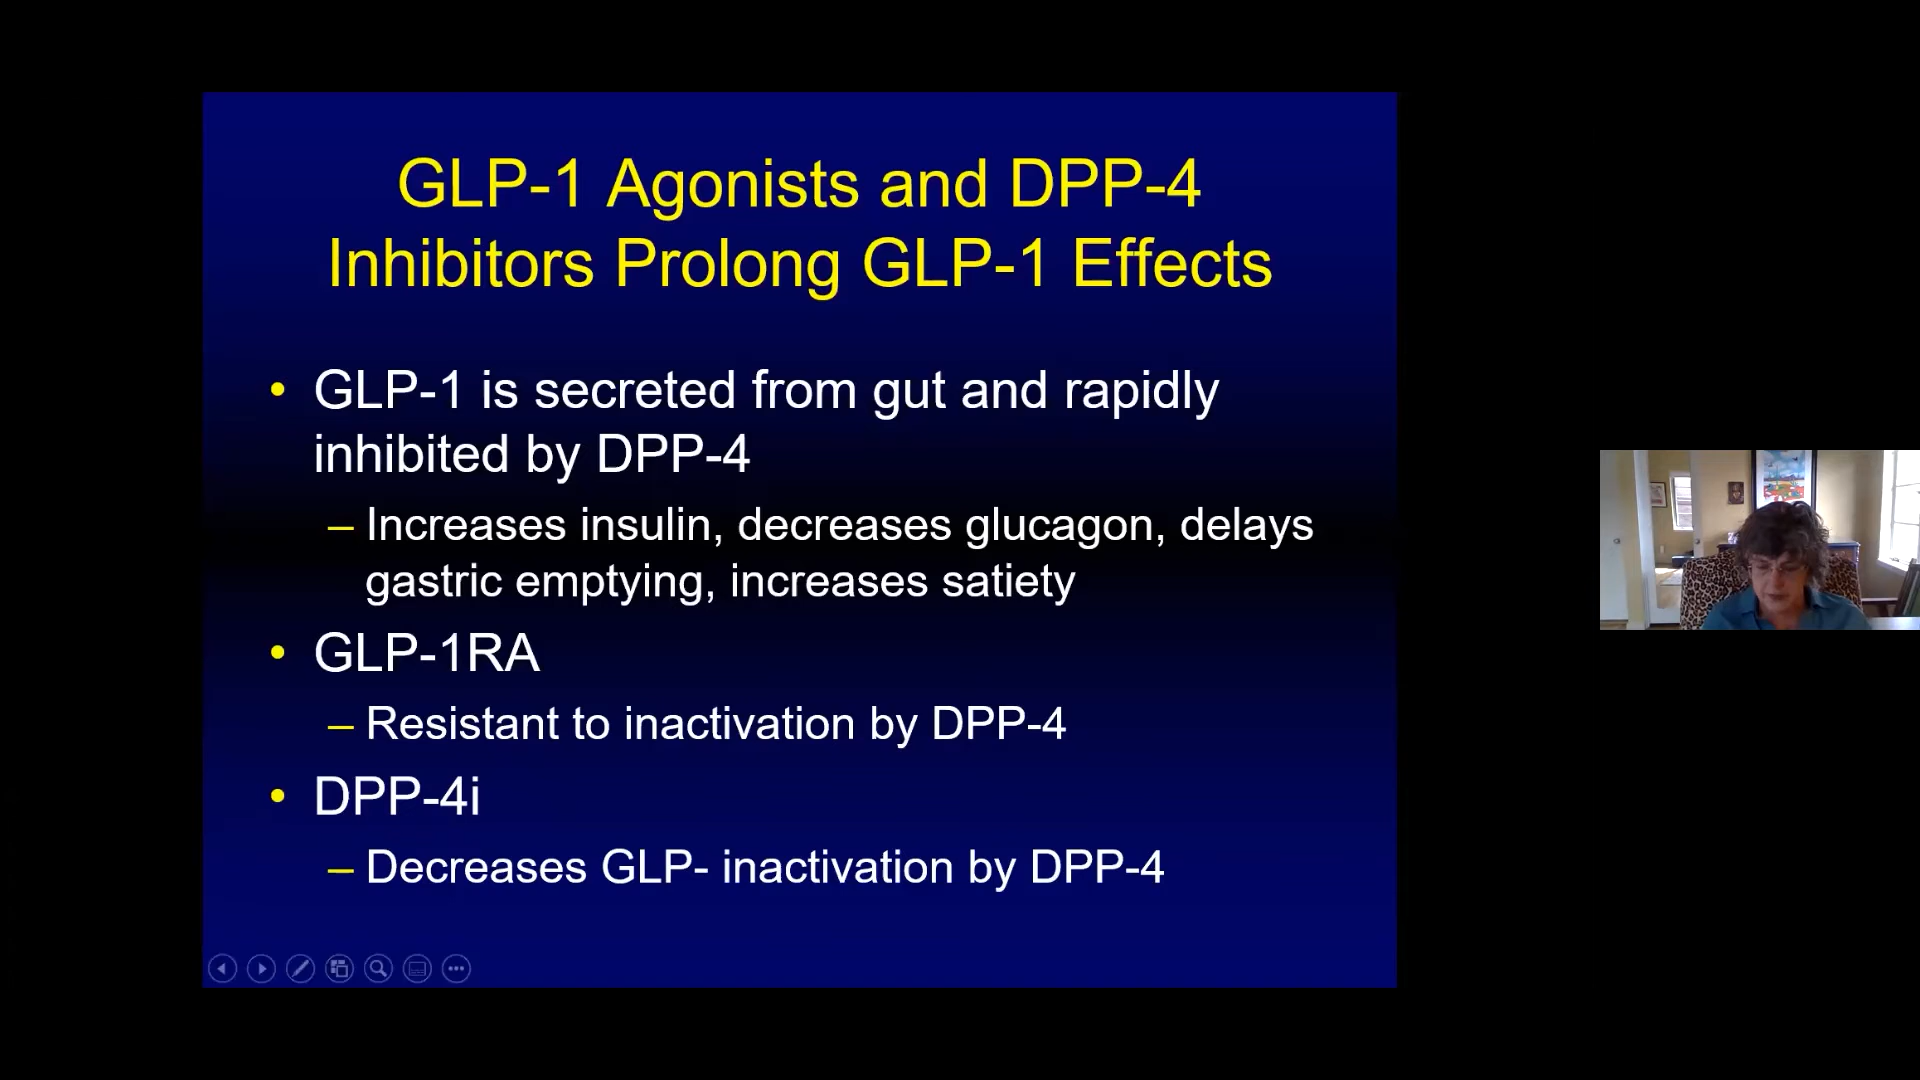 GLP-1 Agonists and DPP-4
Inhibitors Prolong GLP-1 Effects
• GLP-1 is secreted from gut and rapidly
inhibited by DPP-4
– Increases insulin, decreases glucagon, delays
gastric emptying, increases satiety
• GLP-1RA
– Resistant to inactivation by DPP-4
• DPP-4i
– Decreases GLP- inactivation by DPP-4